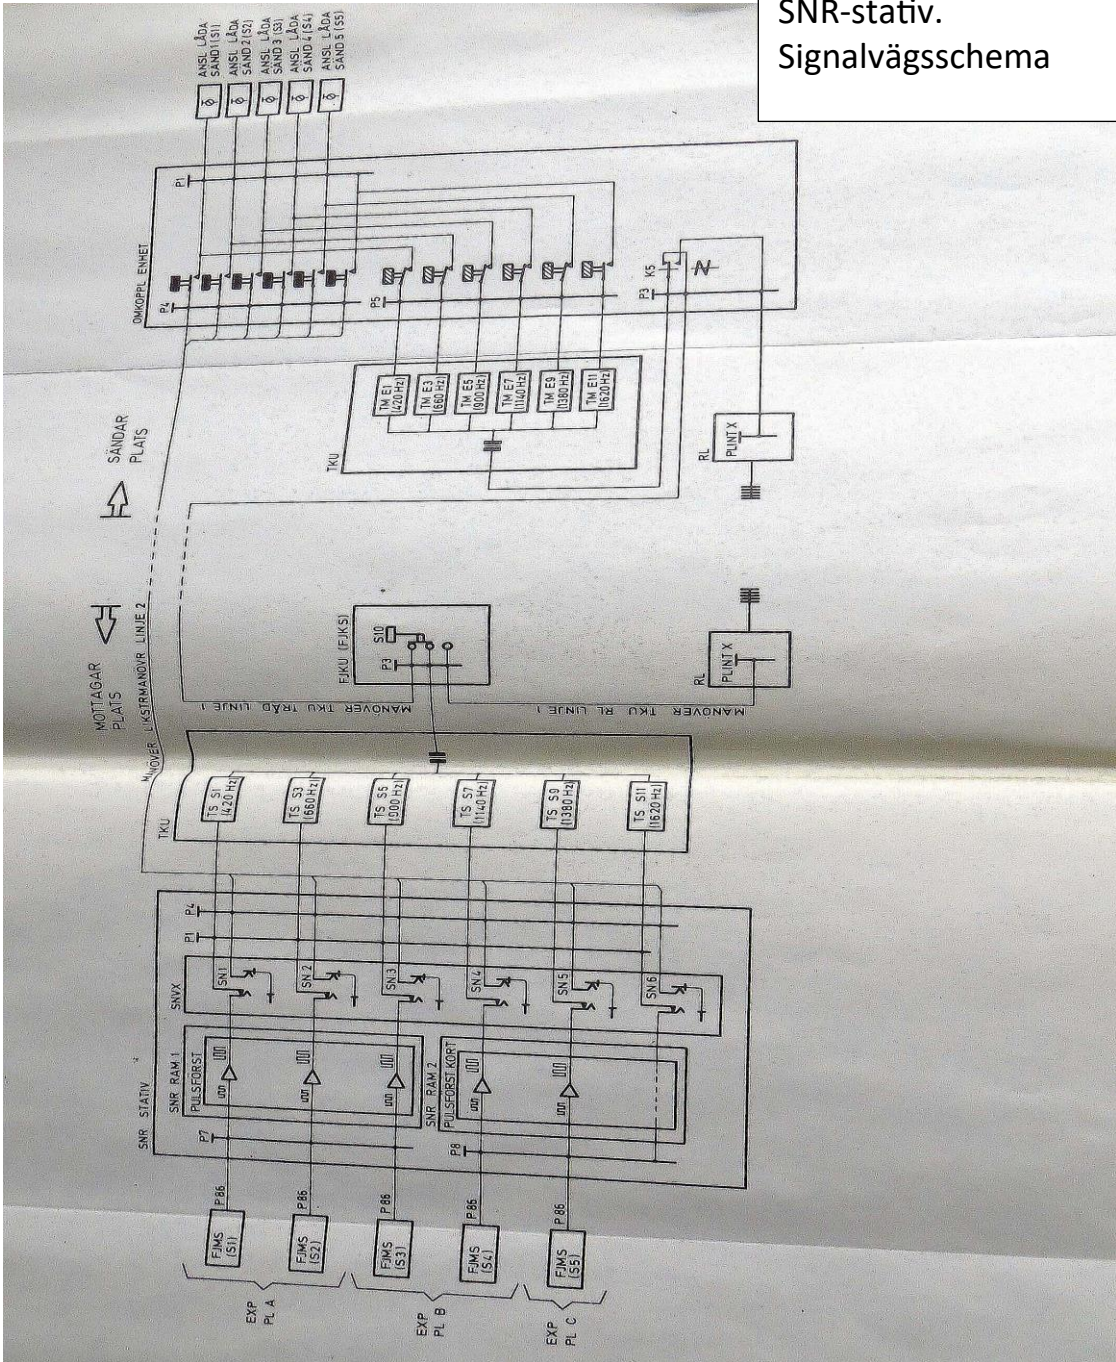 SNR-stativ.
Signalvägsschema
ANSL LÅDA
SÄND 1 (S1)
ANSL LÅDA
SÄND 2 (S2)
ANSL LÅDA
SÄND 3 (S3)
ANSL LÅDA
SÄND 4 (S4)
ANSL LÅDA
SÄND 5 (S5)
OMKOPPL ENHET
P1
P4
P5
K5
P3
SÄNDAR
PLATS
TKU
TM E1
(420 Hz)
TM E3
(660 Hz)
TM E5
(900 Hz)
TM E7
(1140 Hz)
TM E9
(1380 Hz)
TM E11
(1620 Hz)
RL
PLINT X
MOTTAGAR
PLATS
MANÖVER LIKSTRMANÖVR LINJE 2
FJKU (FJKS)
S10
P3
MANÖVER TKU TRÅD LINJE 1
MANÖVER TKU RL LINJE 1
RL
PLINT X
TKU
TS S1
(420 Hz)
TS S3
(660 Hz)
TS S5
(900 Hz)
TS S7
(1140 Hz)
TS S9
(1380 Hz)
TS S11
(1620 Hz)
SNR STATIV
P4
P1
SNVX
SN1
SN2
SN3
SN4
SN5
SN6
SNR RAM 1
PULSFÖRST
SNR RAM 2
PULSFÖRST KORT
P7
P8
P86
P86
P86
P86
P86
FJMS
(S1)
FJMS
(S2)
FJMS
(S3)
FJMS
(S4)
FJMS
(S5)
EXP
PL A
EXP
PL B
EXP
PL C